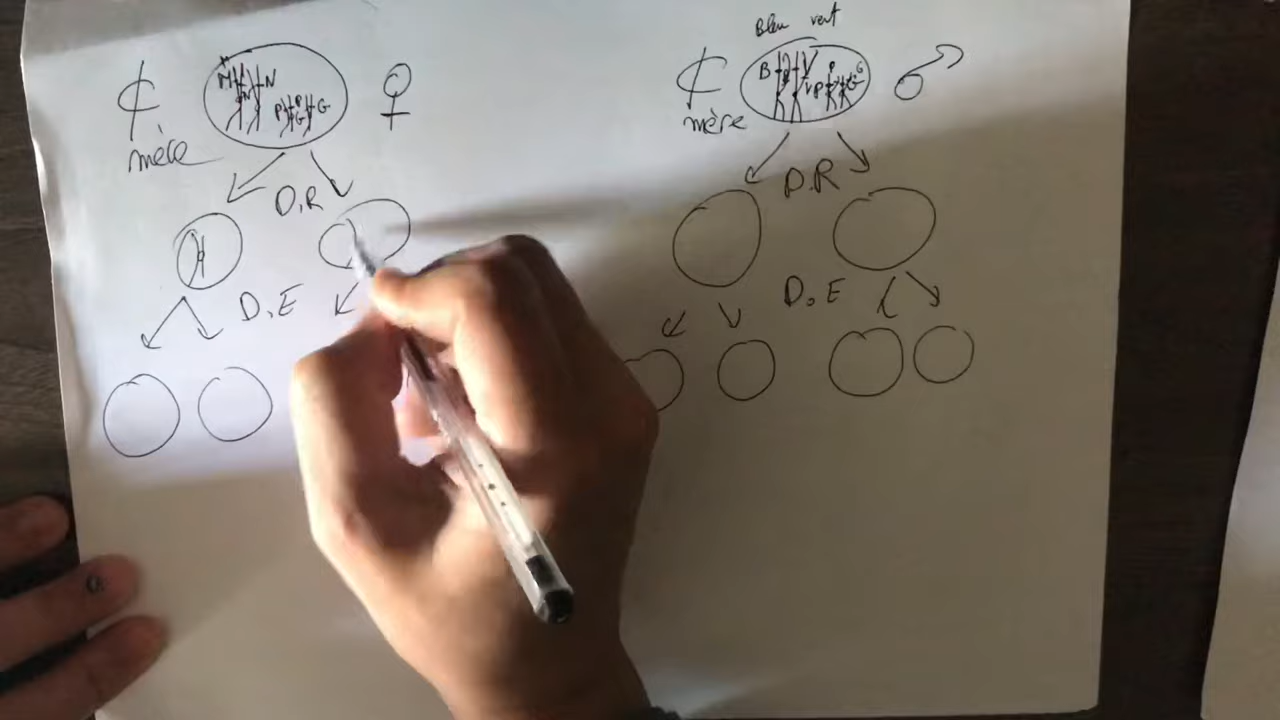 Bleu vert
₵ mère
M M N N P P G G
♀
₵ mère
B B V V P P G G
♂
D.R
D.R
D.E
D.E